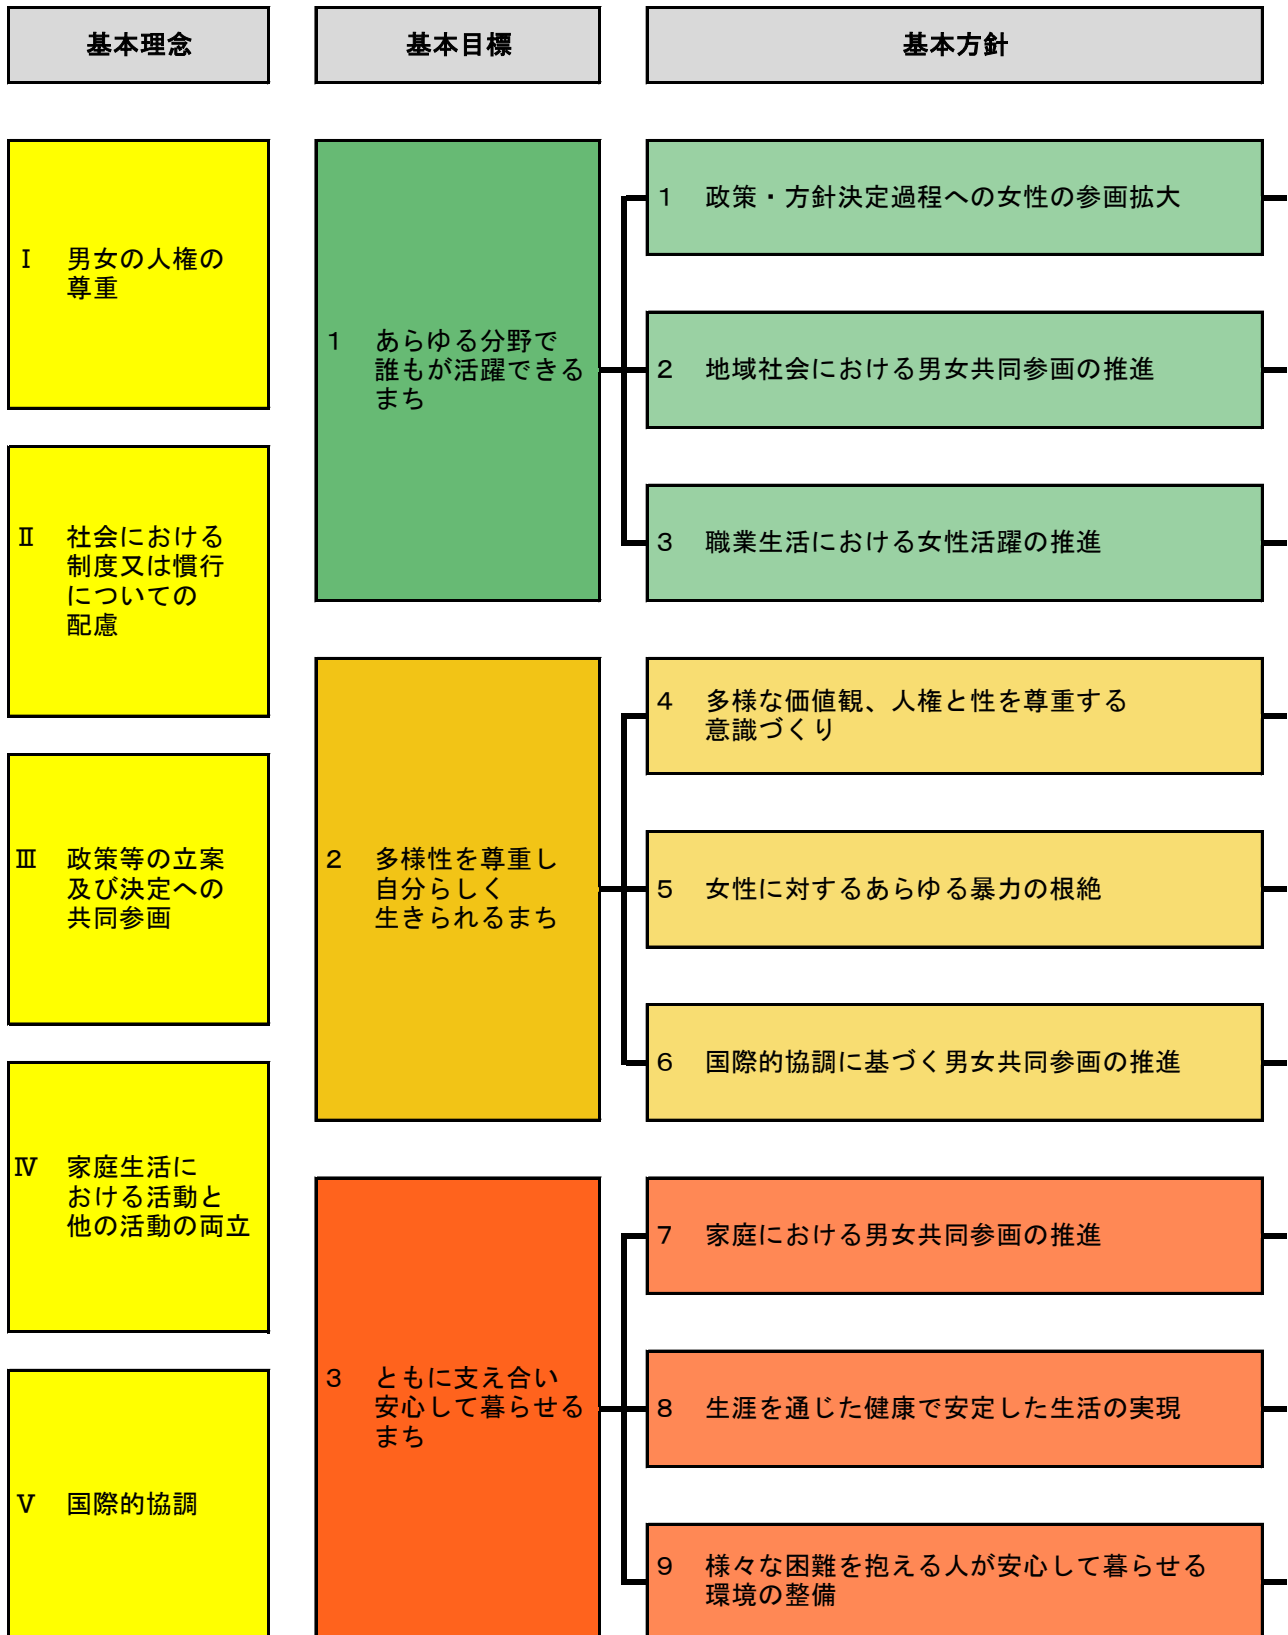 基本理念
基本目標
基本方針
Ⅰ 男女の人権の
尊重
Ⅱ 社会における
制度又は慣行
についての
配慮
Ⅲ 政策等の立案
及び決定への
共同参画
Ⅳ 家庭生活に
おける活動と
他の活動の両立
Ⅴ 国際的協調
1 あらゆる分野で
誰もが活躍できる
まち
2 多様性を尊重し
自分らしく
生きられるまち
3 ともに支え合い
安心して暮らせる
まち
1 政策・方針決定過程への女性の参画拡大
2 地域社会における男女共同参画の推進
3 職業生活における女性活躍の推進
4 多様な価値観、人権と性を尊重する
意識づくり
5 女性に対するあらゆる暴力の根絶
6 国際的協調に基づく男女共同参画の推進
7 家庭における男女共同参画の推進
8 生涯を通じた健康で安定した生活の実現
9 様々な困難を抱える人が安心して暮らせる
環境の整備